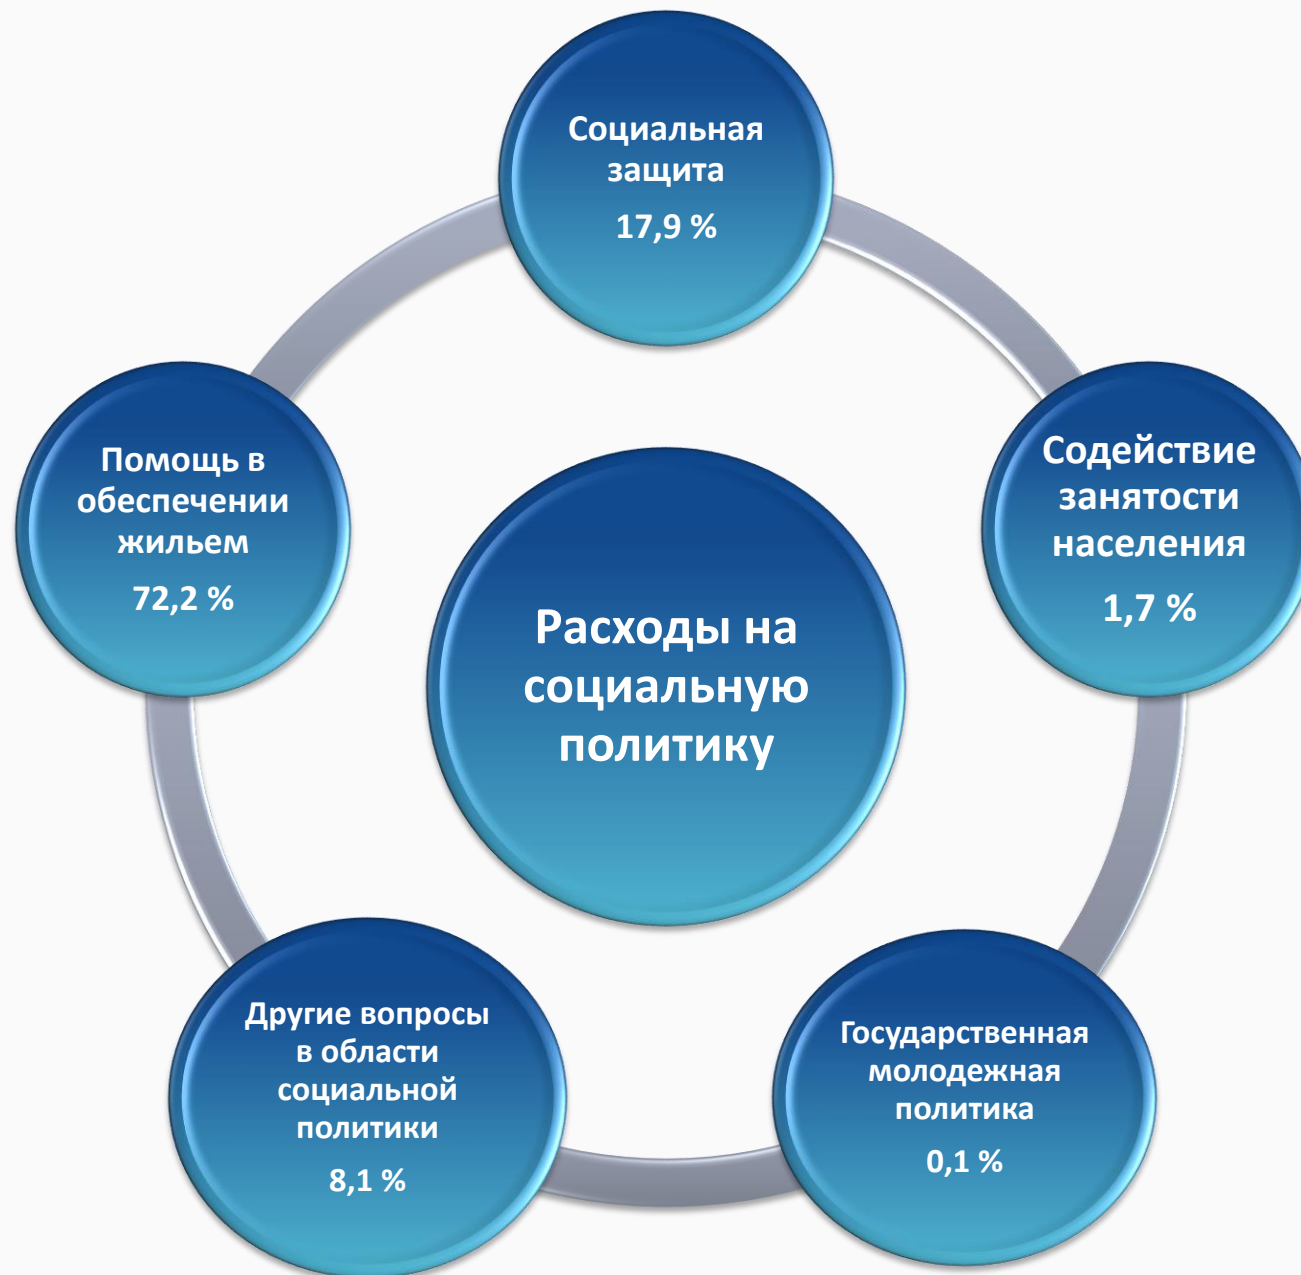 Социальная
защита
17,9 %
Содействие
занятости
населения
1,7 %
Помощь в
обеспечении
жильем
72,2 %
Расходы на
социальную
политику
Другие вопросы
в области
социальной
политики
8,1 %
Государственная
молодежная
политика
0,1 %